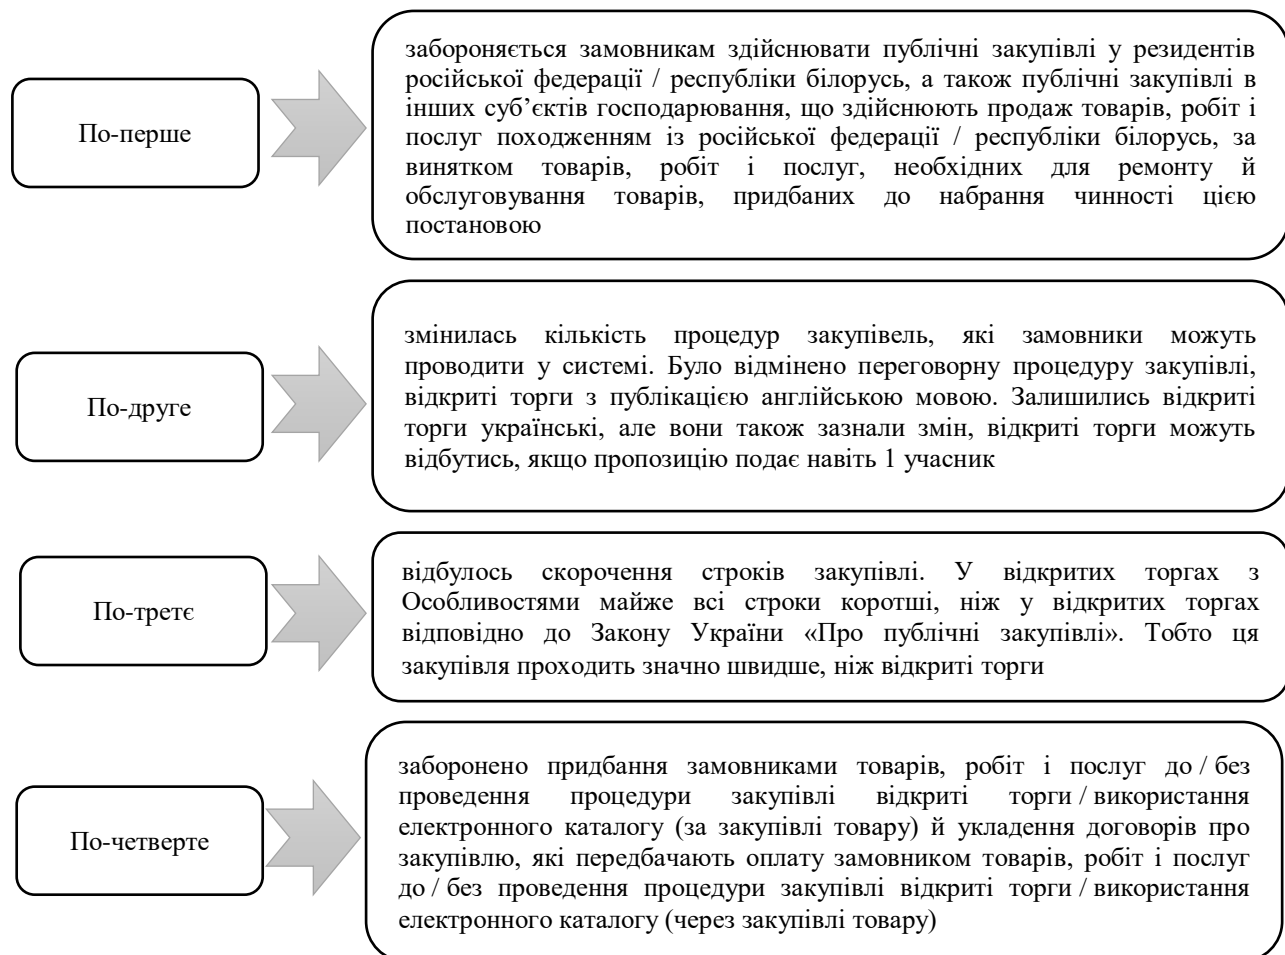 По-перше
забороняється замовникам здійснювати публічні закупівлі у резидентів
російської федерації / республіки білорусь, а також публічні закупівлі в
інших суб’єктів господарювання, що здійснюють продаж товарів, робіт і
послуг походженням із російської федерації / республіки білорусь, за
винятком товарів, робіт і послуг, необхідних для ремонту й
обслуговування товарів, придбаних до набрання чинності цією
постановою
По-друге
змінилась кількість процедур закупівель, які замовники можуть
проводити у системі. Було відмінено переговорну процедуру закупівлі,
відкриті торги з публікацією англійською мовою. Залишились відкриті
торги українські, але вони також зазнали змін, відкриті торги можуть
відбутись, якщо пропозицію подає навіть 1 учасник
По-третє
відбулось скорочення строків закупівлі. У відкритих торгах з
Особливостями майже всі строки коротші, ніж у відкритих торгах
відповідно до Закону України «Про публічні закупівлі». Тобто ця
закупівля проходить значно швидше, ніж відкриті торги
По-четверте
заборонено придбання замовниками товарів, робіт і послуг до / без
проведення процедури закупівлі відкриті торги / використання
електронного каталогу (за закупівлі товару) й укладення договорів про
закупівлю, які передбачають оплату замовником товарів, робіт і послуг
до / без проведення процедури закупівлі відкриті торги / використання
електронного каталогу (через закупівлі товару)